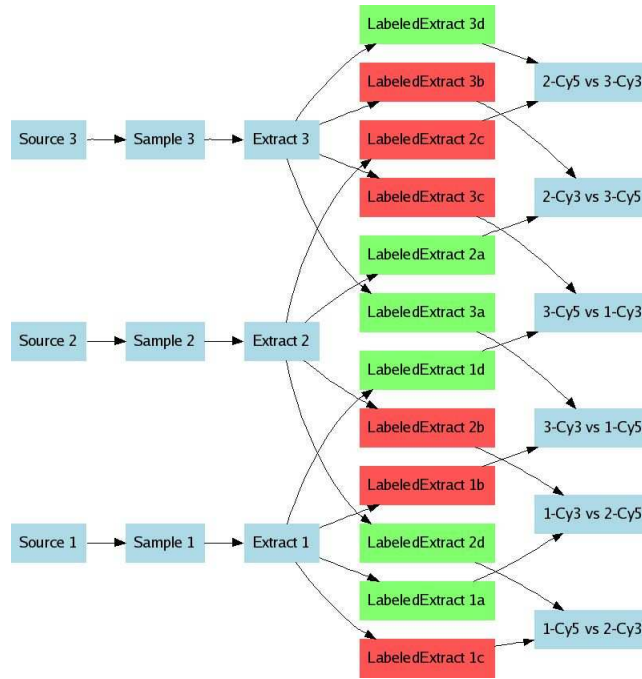 LabeledExtract 3d
LabeledExtract 3b
2-Cy5 vs 3-Cy3
Source 3
Sample 3
Extract 3
LabeledExtract 2c
LabeledExtract 3c
2-Cy3 vs 3-Cy5
LabeledExtract 2a
LabeledExtract 3a
3-Cy5 vs 1-Cy3
Source 2
Sample 2
Extract 2
LabeledExtract 1d
LabeledExtract 2b
3-Cy3 vs 1-Cy5
LabeledExtract 1b
1-Cy3 vs 2-Cy5
Source 1
Sample 1
Extract 1
LabeledExtract 2d
LabeledExtract 1a
1-Cy5 vs 2-Cy3
LabeledExtract 1c